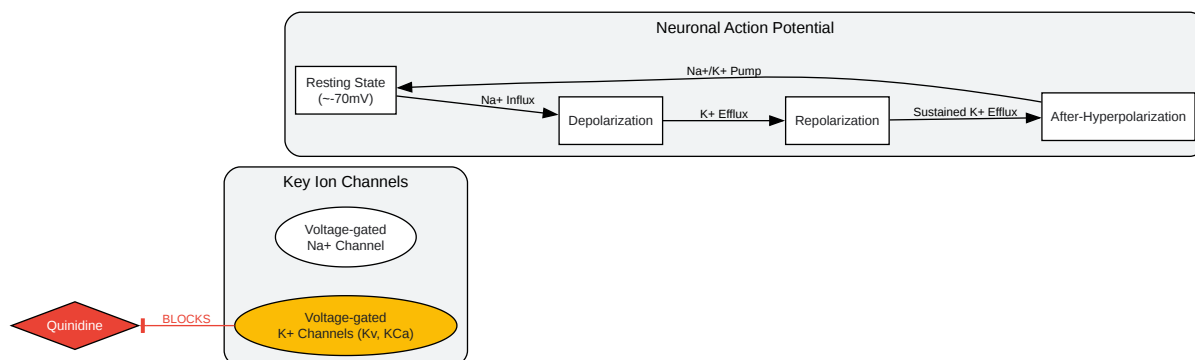 Neuronal Action Potential
Na+/K+ Pump
Resting State
(~-70mV)
Na+ Influx
Depolarization
K+ Efflux
Repolarization
Sustained K+ Efflux
After-Hyperpolarization
Key Ion Channels
Voltage-gated
Na+ Channel
Quinidine
BLOCKS
Voltage-gated
K+ Channels (Kv, KCa)